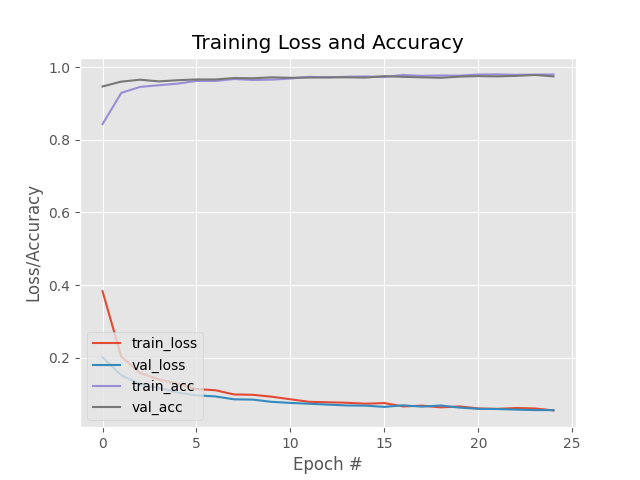 Training Loss and Accuracy
Loss/Accuracy
1.0
0.8
0.6
0.4
0.2
train_loss
val_loss
train_acc
val_acc
0 5 10 15 20 25
Epoch #